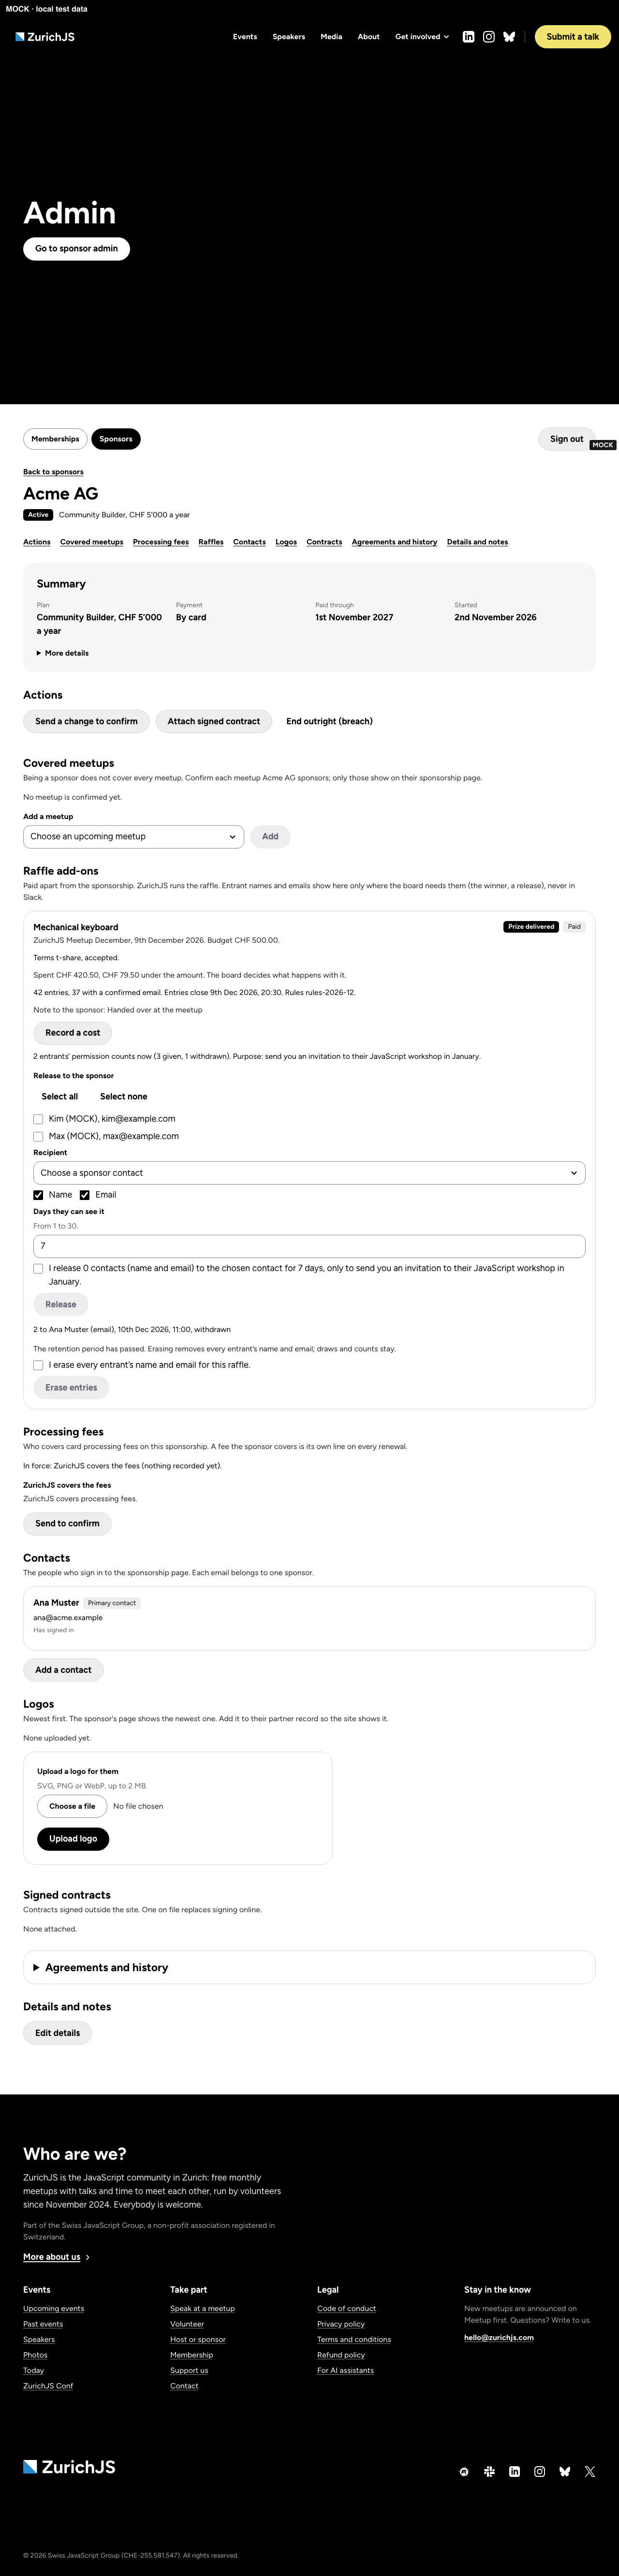 MOCK · local test data
ZurichJS
Events
Speakers
Media
About
Get involved
Submit a talk
Admin
Go to sponsor admin
Memberships
Sponsors
Sign out
MOCK
Back to sponsors
Acme AG
Active
Community Builder, CHF 5'000 a year
Actions
Covered meetups
Processing fees
Raffles
Contacts
Logos
Contracts
Agreements and history
Details and notes
Summary
Plan
Community Builder, CHF 5'000
a year
Payment
By card
Paid through
1st November 2027
Started
2nd November 2026
More details
Actions
Send a change to confirm
Attach signed contract
End outright (breach)
Covered meetups
Being a sponsor does not cover every meetup. Confirm each meetup Acme AG sponsors; only those show on their sponsorship page.
No meetup is confirmed yet.
Add a meetup
Choose an upcoming meetup
Add
Raffle add-ons
Paid apart from the sponsorship. ZurichJS runs the raffle. Entrant names and emails show here only where the board needs them (the winner, a release), never in
Slack.
Mechanical keyboard
Prize delivered
Paid
ZurichJS Meetup December, 9th December 2026. Budget CHF 500.00.
Terms t-share, accepted.
Spent CHF 420.50, CHF 79.50 under the amount. The board decides what happens with it.
42 entries, 37 with a confirmed email. Entries close 9th Dec 2026, 20:30. Rules rules-2026-12.
Note to the sponsor: Handed over at the meetup
Record a cost
2 entrants' permission counts now (3 given, 1 withdrawn). Purpose: send you an invitation to their JavaScript workshop in January.
Release to the sponsor
Select all
Select none
Kim (MOCK), kim@example.com
Max (MOCK), max@example.com
Recipient
Choose a sponsor contact
Name
Email
Days they can see it
From 1 to 30.
7
I release 0 contacts (name and email) to the chosen contact for 7 days, only to send you an invitation to their JavaScript workshop in
January.
Release
2 to Ana Muster (email), 10th Dec 2026, 11:00, withdrawn
The retention period has passed. Erasing removes every entrant's name and email; draws and counts stay.
I erase every entrant's name and email for this raffle.
Erase entries
Processing fees
Who covers card processing fees on this sponsorship. A fee the sponsor covers is its own line on every renewal.
In force: ZurichJS covers the fees (nothing recorded yet).
ZurichJS covers the fees
ZurichJS covers processing fees.
Send to confirm
Contacts
The people who sign in to the sponsorship page. Each email belongs to one sponsor.
Ana Muster
Primary contact
ana@acme.example
Has signed in
Add a contact
Logos
Newest first. The sponsor's page shows the newest one. Add it to their partner record so the site shows it.
None uploaded yet.
Upload a logo for them
SVG, PNG or WebP, up to 2 MB.
Choose a file
No file chosen
Upload logo
Signed contracts
Contracts signed outside the site. One on file replaces signing online.
None attached.
Agreements and history
Details and notes
Edit details
Who are we?
ZurichJS is the JavaScript community in Zurich: free monthly
meetups with talks and time to meet each other, run by volunteers
since November 2024. Everybody is welcome.
Part of the Swiss JavaScript Group, a non-profit association registered in
Switzerland.
More about us
Events
Upcoming events
Past events
Speakers
Photos
Today
ZurichJS Conf
Take part
Speak at a meetup
Volunteer
Host or sponsor
Membership
Support us
Contact
Legal
Code of conduct
Privacy policy
Terms and conditions
Refund policy
For AI assistants
Stay in the know
New meetups are announced on
Meetup first. Questions? Write to us.
hello@zurichjs.com
ZurichJS
© 2026 Swiss JavaScript Group (CHE-255.581.547). All rights reserved.